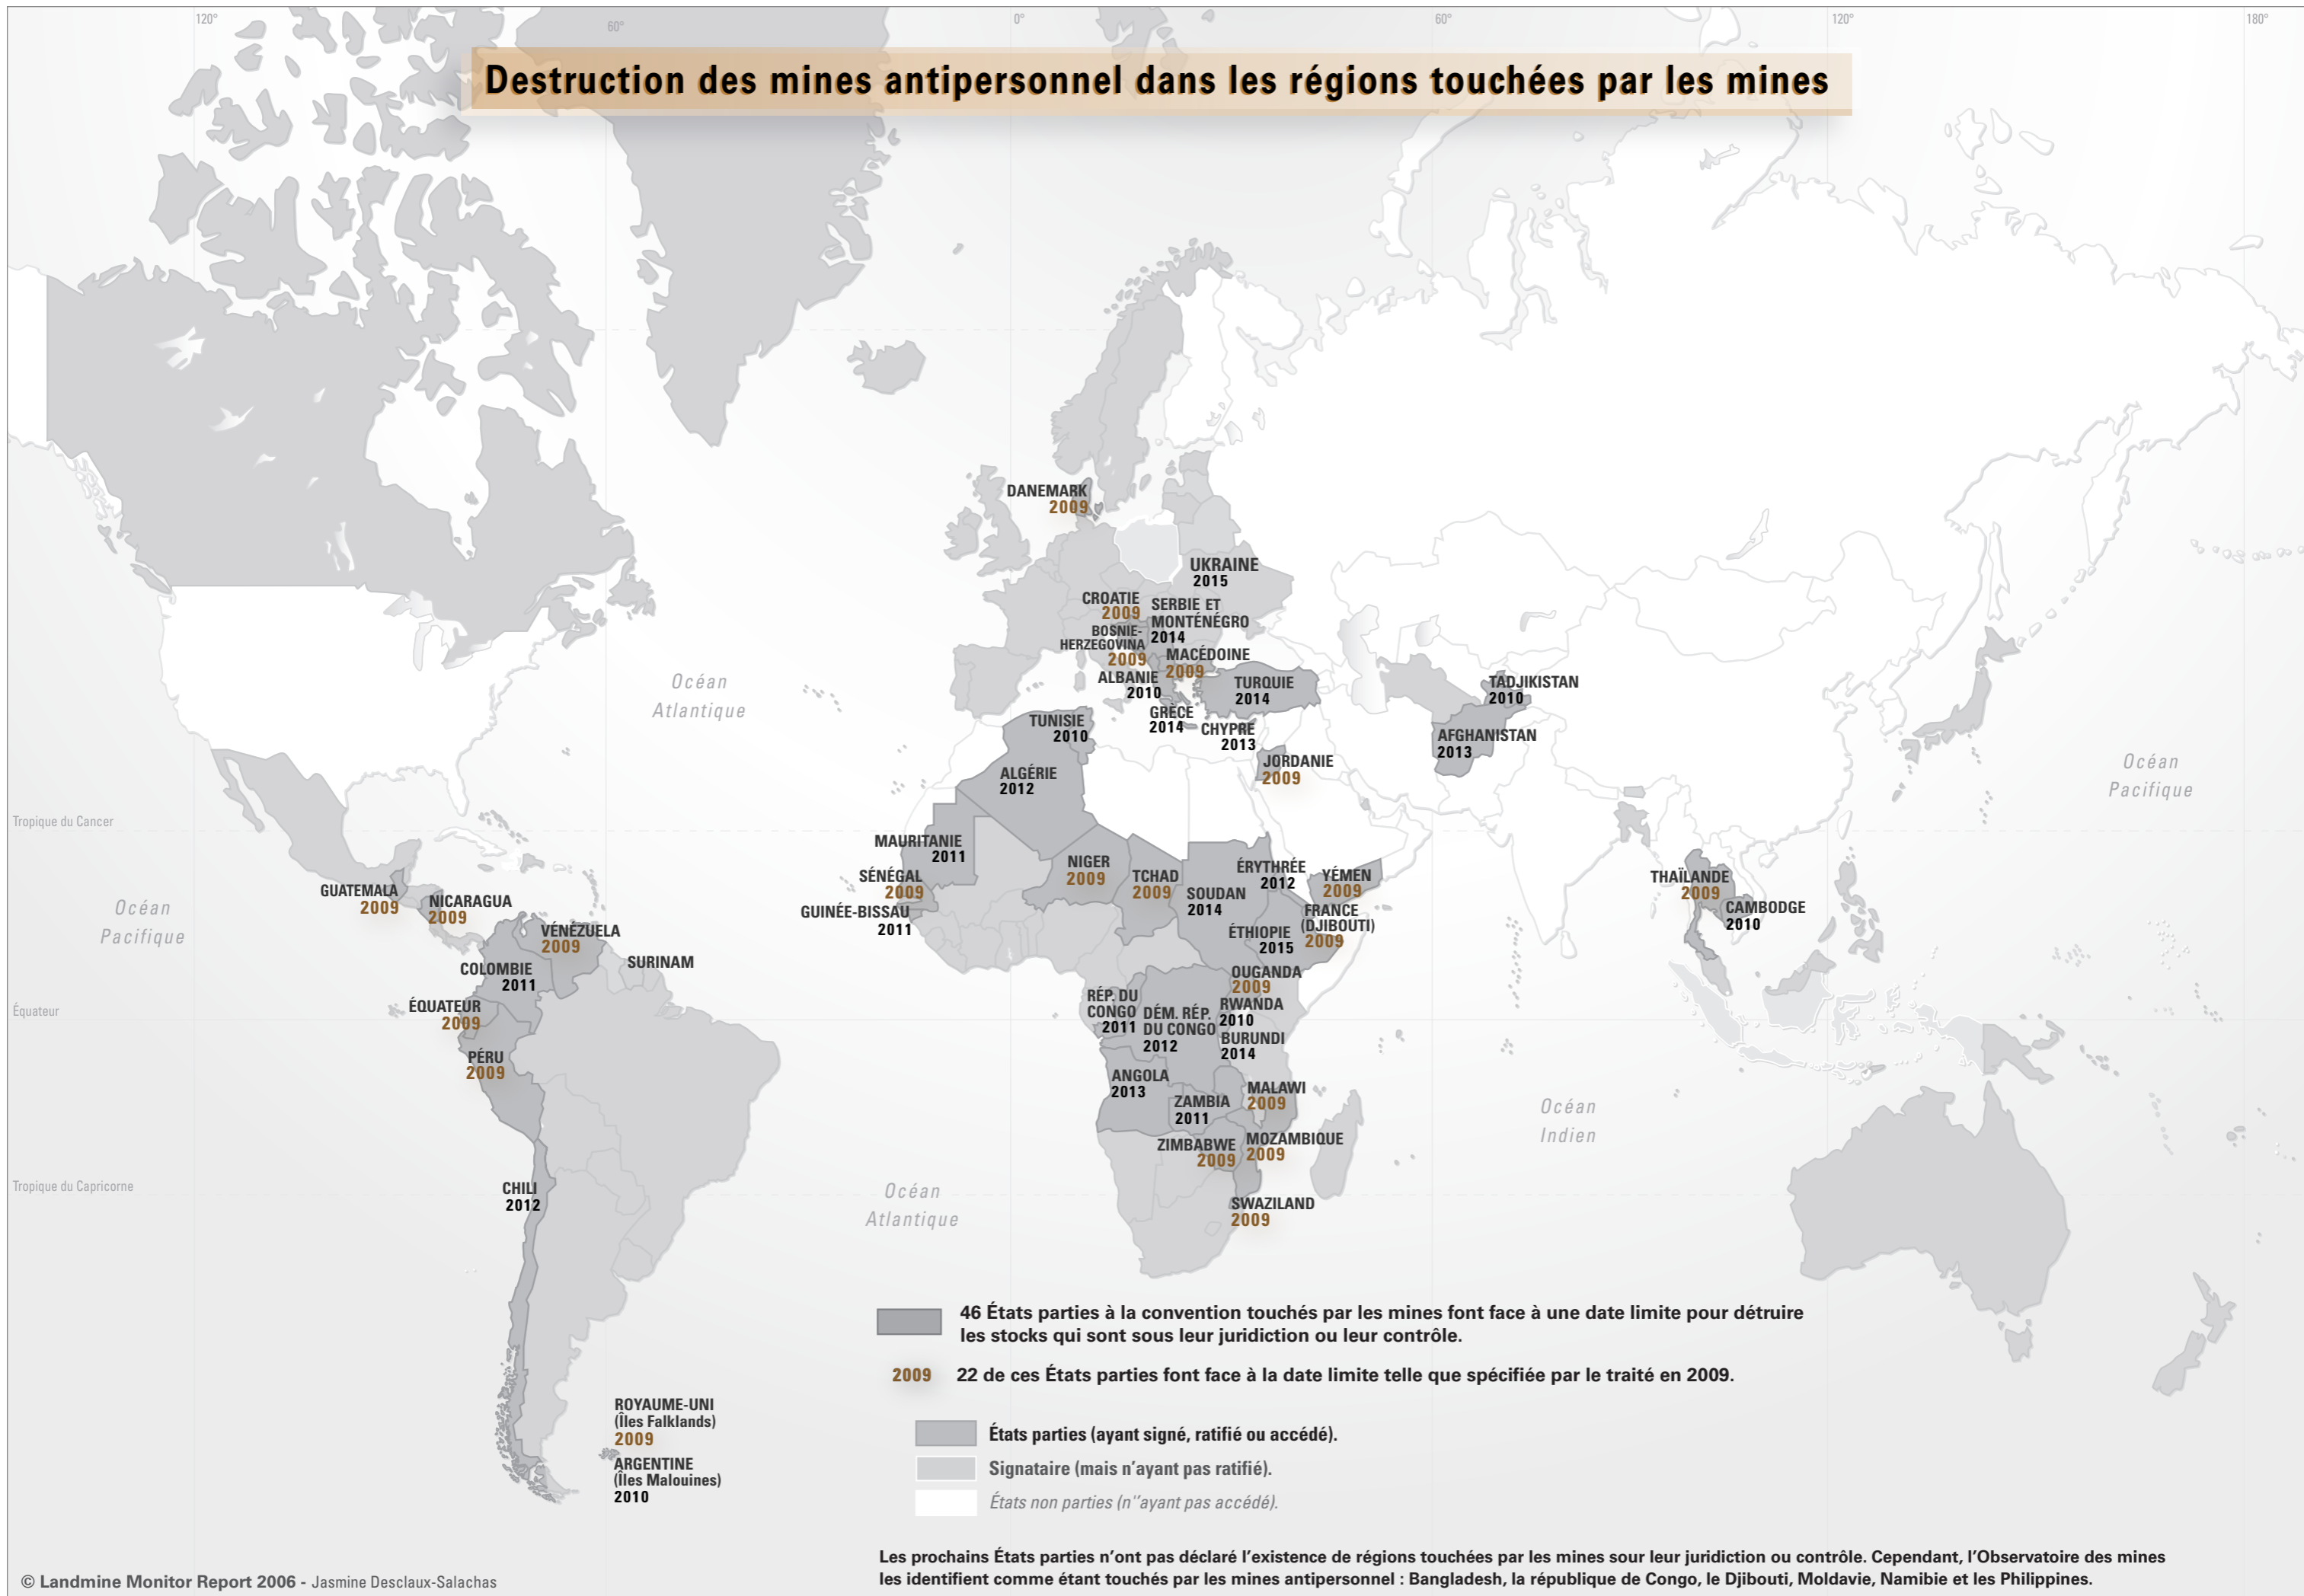 120°
60°
0°
60°
120°
180°
Destruction des mines antipersonnel dans les régions touchées par les mines
DANEMARK
2009
UKRAINE
2015
CROATIE
2009
SERBIE ET
MONTÉNÉGRO
2014
BOSNIE-
HERZEGOVINA
2009
MACÉDOINE
2009
ALBANIE
2010
TURQUIE
2014
GRÈCE
2014
CHYPRE
2013
TADJIKISTAN
2010
AFGHANISTAN
2013
JORDANIE
2009
TUNISIE
2010
ALGÉRIE
2012
Océan
Atlantique
Océan
Pacifique
Tropique du Cancer
MAURITANIE
2011
SÉNÉGAL
2009
GUINÉE-BISSAU
2011
NIGER
2009
TCHAD
2009
SOUDAN
2014
ÉRYTHRÉE
2012
YÉMEN
2009
FRANCE
(DJIBOUTI)
2009
ÉTHIOPIE
2015
THAÏLANDE
2009
CAMBODGE
2010
GUATEMALA
2009
NICARAGUA
2009
Océan
Pacifique
VÉNÉZUELA
2009
SURINAM
COLOMBIE
2011
ÉQUATEUR
2009
Équateur
PÉRU
2009
OUGANDA
2009
RÉP. DU
CONGO
2011
DÉM. RÉP.
DU CONGO
2012
RWANDA
2010
BURUNDI
2014
ANGOLA
2013
ZAMBIA
2011
MALAWI
2009
ZIMBABWE
2009
MOZAMBIQUE
2009
SWAZILAND
2009
Océan
Indien
Tropique du Capricorne
CHILI
2012
Océan
Atlantique
ROYAUME-UNI
(Îles Falklands)
2009
ARGENTINE
(Îles Malouines)
2010
46 États parties à la convention touchés par les mines font face à une date limite pour détruire
les stocks qui sont sous leur juridiction ou leur contrôle.
2009 22 de ces États parties font face à la date limite telle que spécifiée par le traité en 2009.
États parties (ayant signé, ratifié ou accédé).
Signataire (mais n'ayant pas ratifié).
États non parties (n''ayant pas accédé).
Les prochains États parties n'ont pas déclaré l'existence de régions touchées par les mines sour leur juridiction ou contrôle. Cependant, l'Observatoire des mines
les identifient comme étant touchés par les mines antipersonnel : Bangladesh, la république de Congo, le Djibouti, Moldavie, Namibie et les Philippines.
© Landmine Monitor Report 2006 - Jasmine Desclaux-Salachas